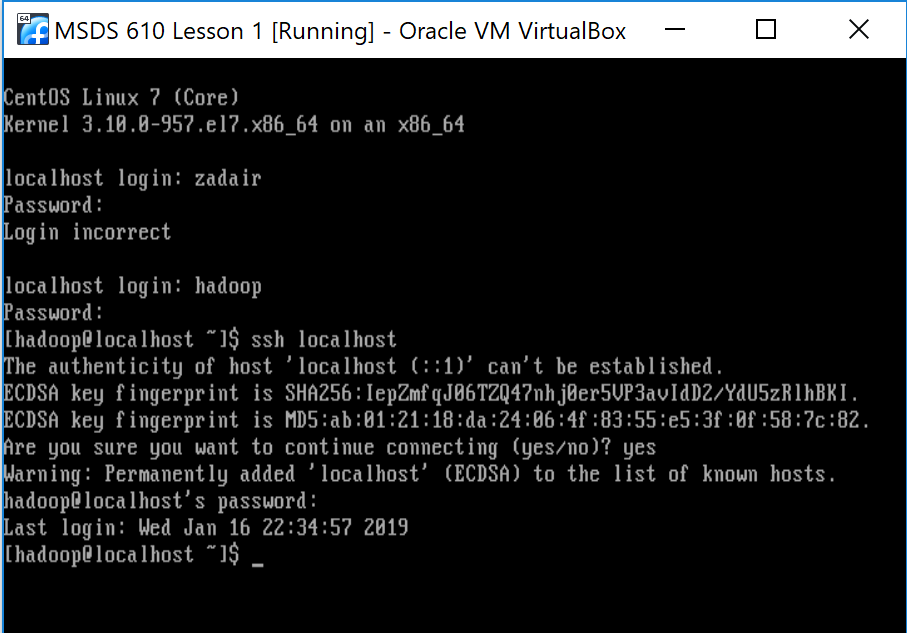 64
MSDS 610 Lesson 1 [Running] - Oracle VM VirtualBox
CentOS Linux 7 (Core)
Kernel 3.10.0-957.el7.x86_64 on an x86_64
localhost login: zadair
Password:
Login incorrect
localhost login: hadoop
Password:
[hadoop@localhost ~]$ ssh localhost
The authenticity of host 'localhost (::1)' can't be established.
ECDSA key fingerprint is SHA256:IepZmfqJ06TZQ47nhj0er5VP3avIdD2/YdU5zRlhBKI.
ECDSA key fingerprint is MD5:ab:01:21:18:da:24:06:4f:83:55:e5:3f:0f:58:7c:82.
Are you sure you want to continue connecting (yes/no)? yes
Warning: Permanently added 'localhost' (ECDSA) to the list of known hosts.
hadoop@localhost's password:
Last login: Wed Jan 16 22:34:57 2019
[hadoop@localhost ~]$ _